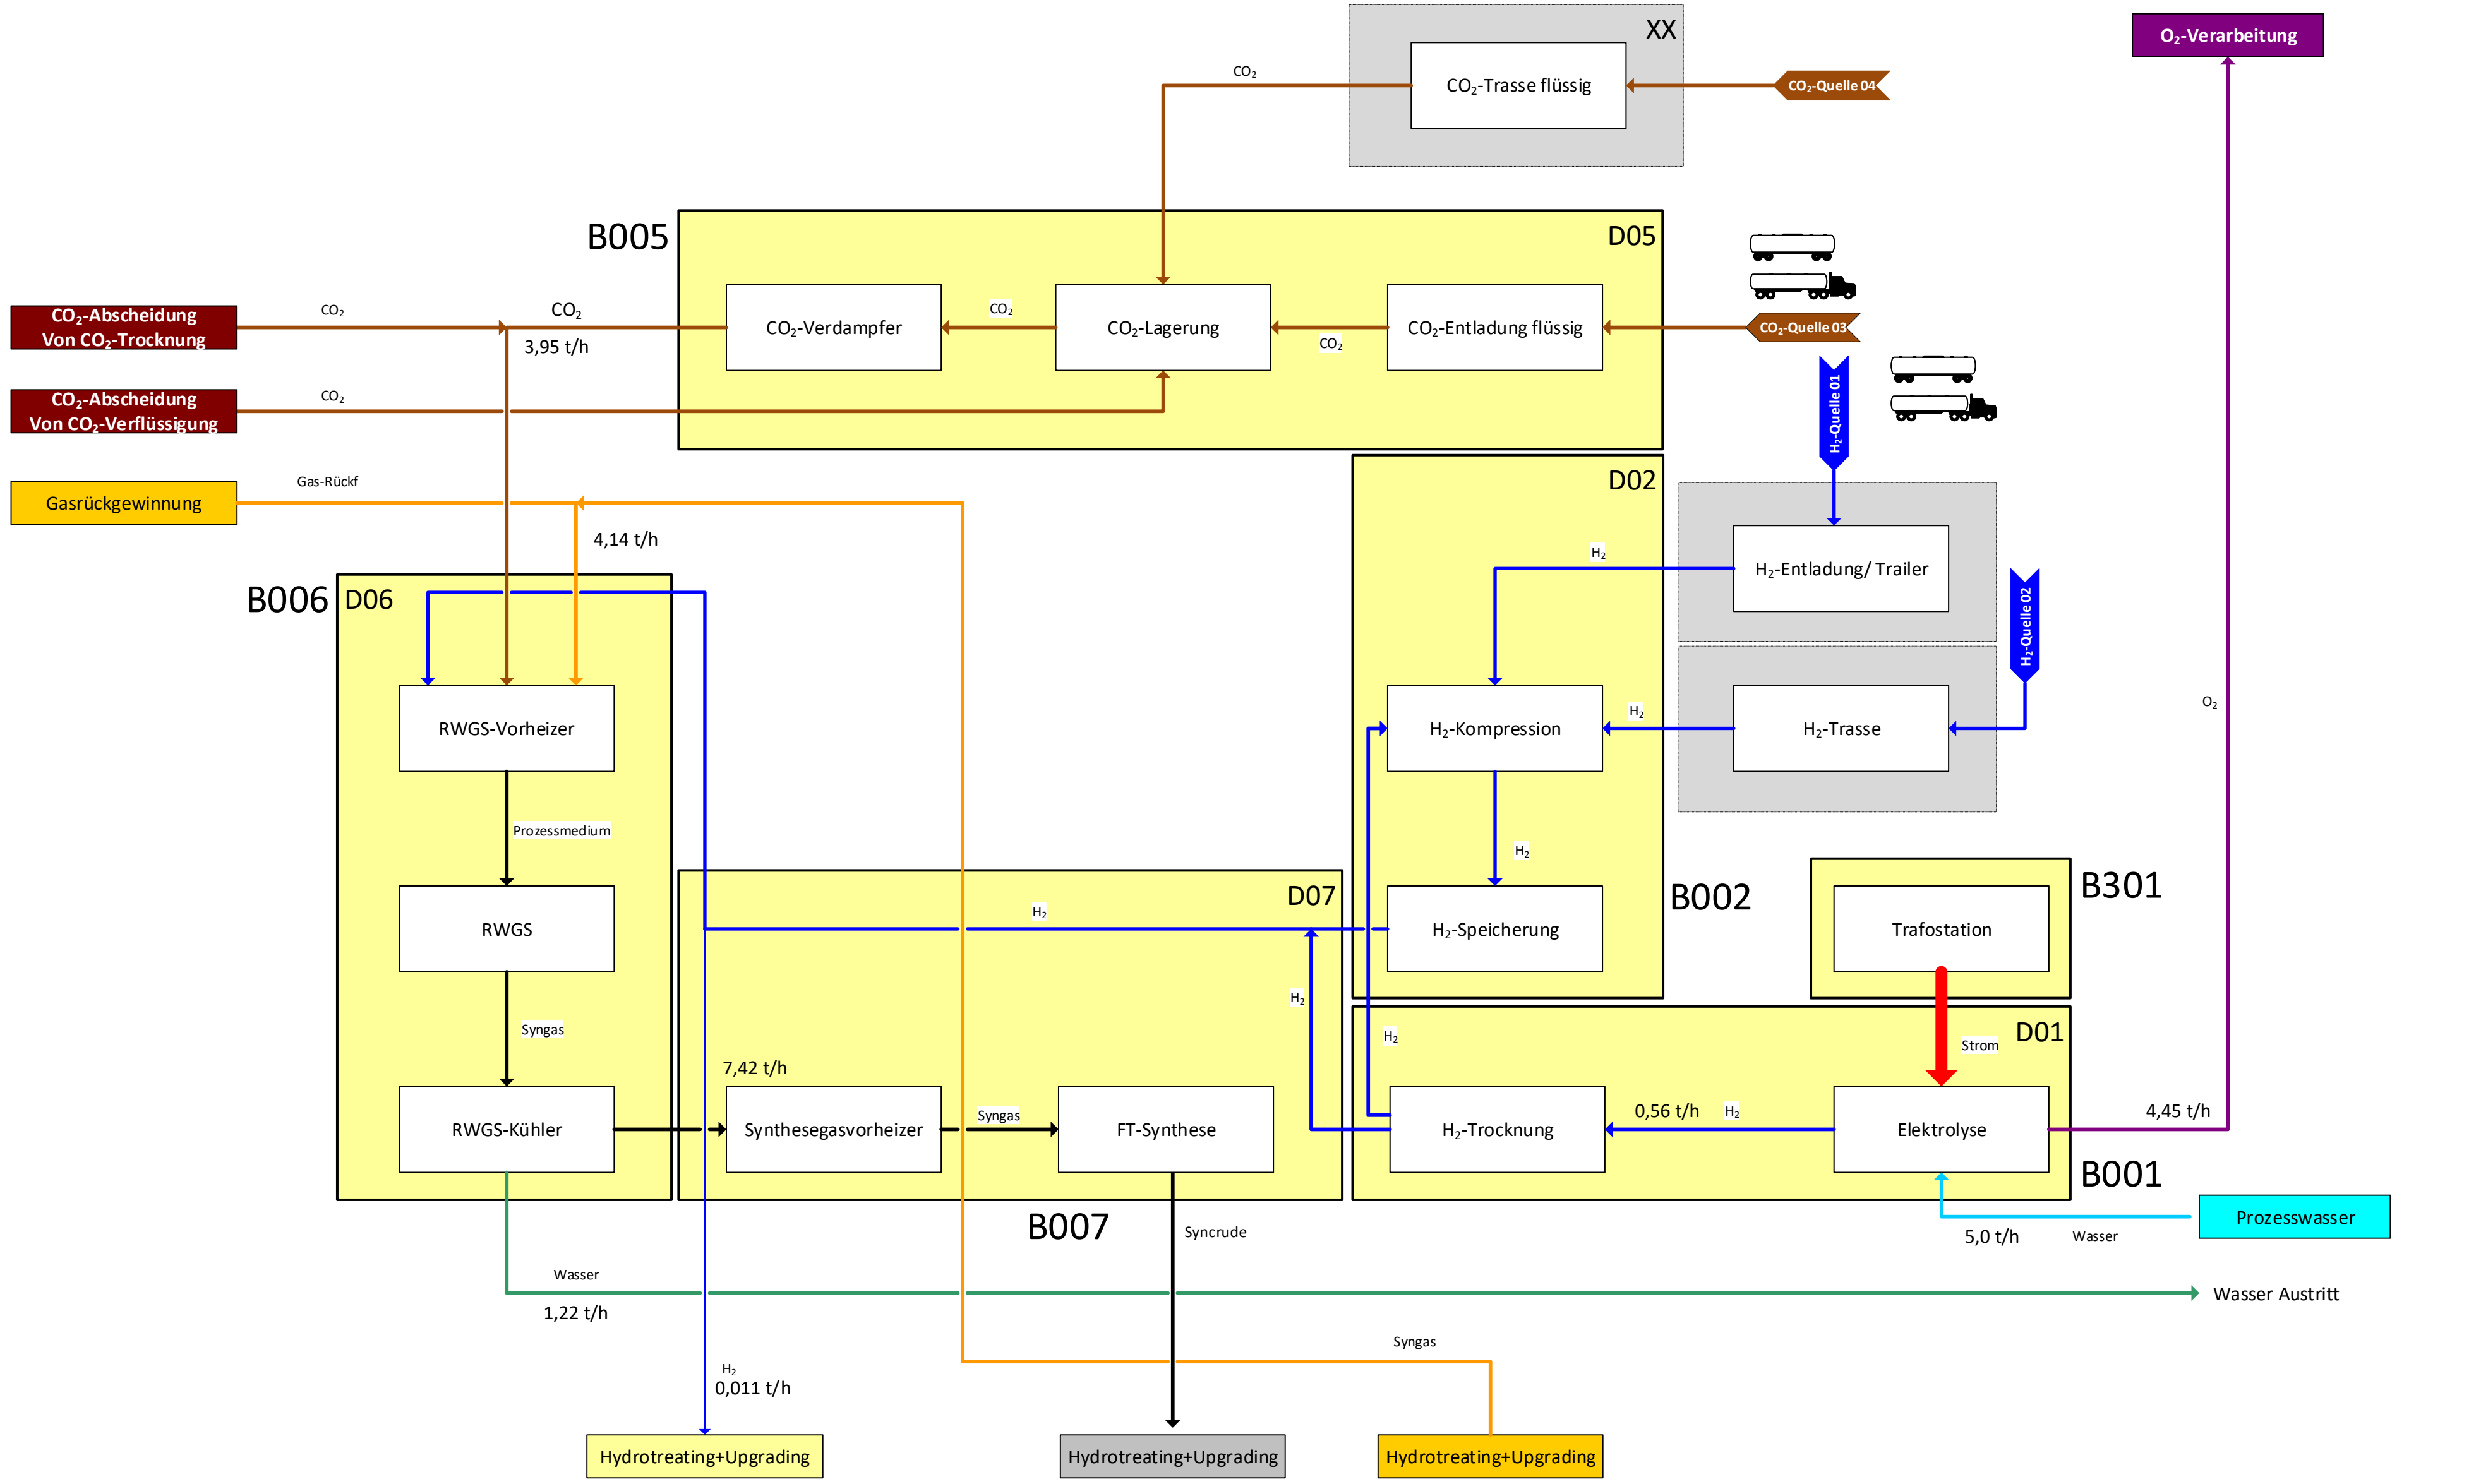 XX
O₂-Verarbeitung
CO₂
CO₂-Trasse flüssig
CO₂-Quelle 04
B005
D05
CO₂-Abscheidung
Von CO₂-Trocknung
CO₂
CO₂
3,95 t/h
CO₂-Verdampfer
CO₂
CO₂-Lagerung
CO₂
CO₂-Entladung flüssig
CO₂-Quelle 03
CO₂-Abscheidung
Von CO₂-Verflüssigung
CO₂
H₂-Quelle 01
Gasrückgewinnung
Gas-Rückf
4,14 t/h
D02
H₂
H₂-Entladung/ Trailer
B006
D06
H₂-Quelle 02
RWGS-Vorheizer
H₂-Kompression
H₂
H₂-Trasse
O₂
Prozessmedium
H₂
D07
B002
B301
RWGS
H₂
H₂-Speicherung
Trafostation
H₂
Syngas
H₂
D01
Strom
7,42 t/h
RWGS-Kühler
Synthesegasvorheizer
Syngas
FT-Synthese
H₂-Trocknung
0,56 t/h
H₂
Elektrolyse
4,45 t/h
B001
B007
Syncrude
Prozesswasser
5,0 t/h
Wasser
Wasser
1,22 t/h
Wasser Austritt
Syngas
H₂
0,011 t/h
Hydrotreating+Upgrading
Hydrotreating+Upgrading
Hydrotreating+Upgrading